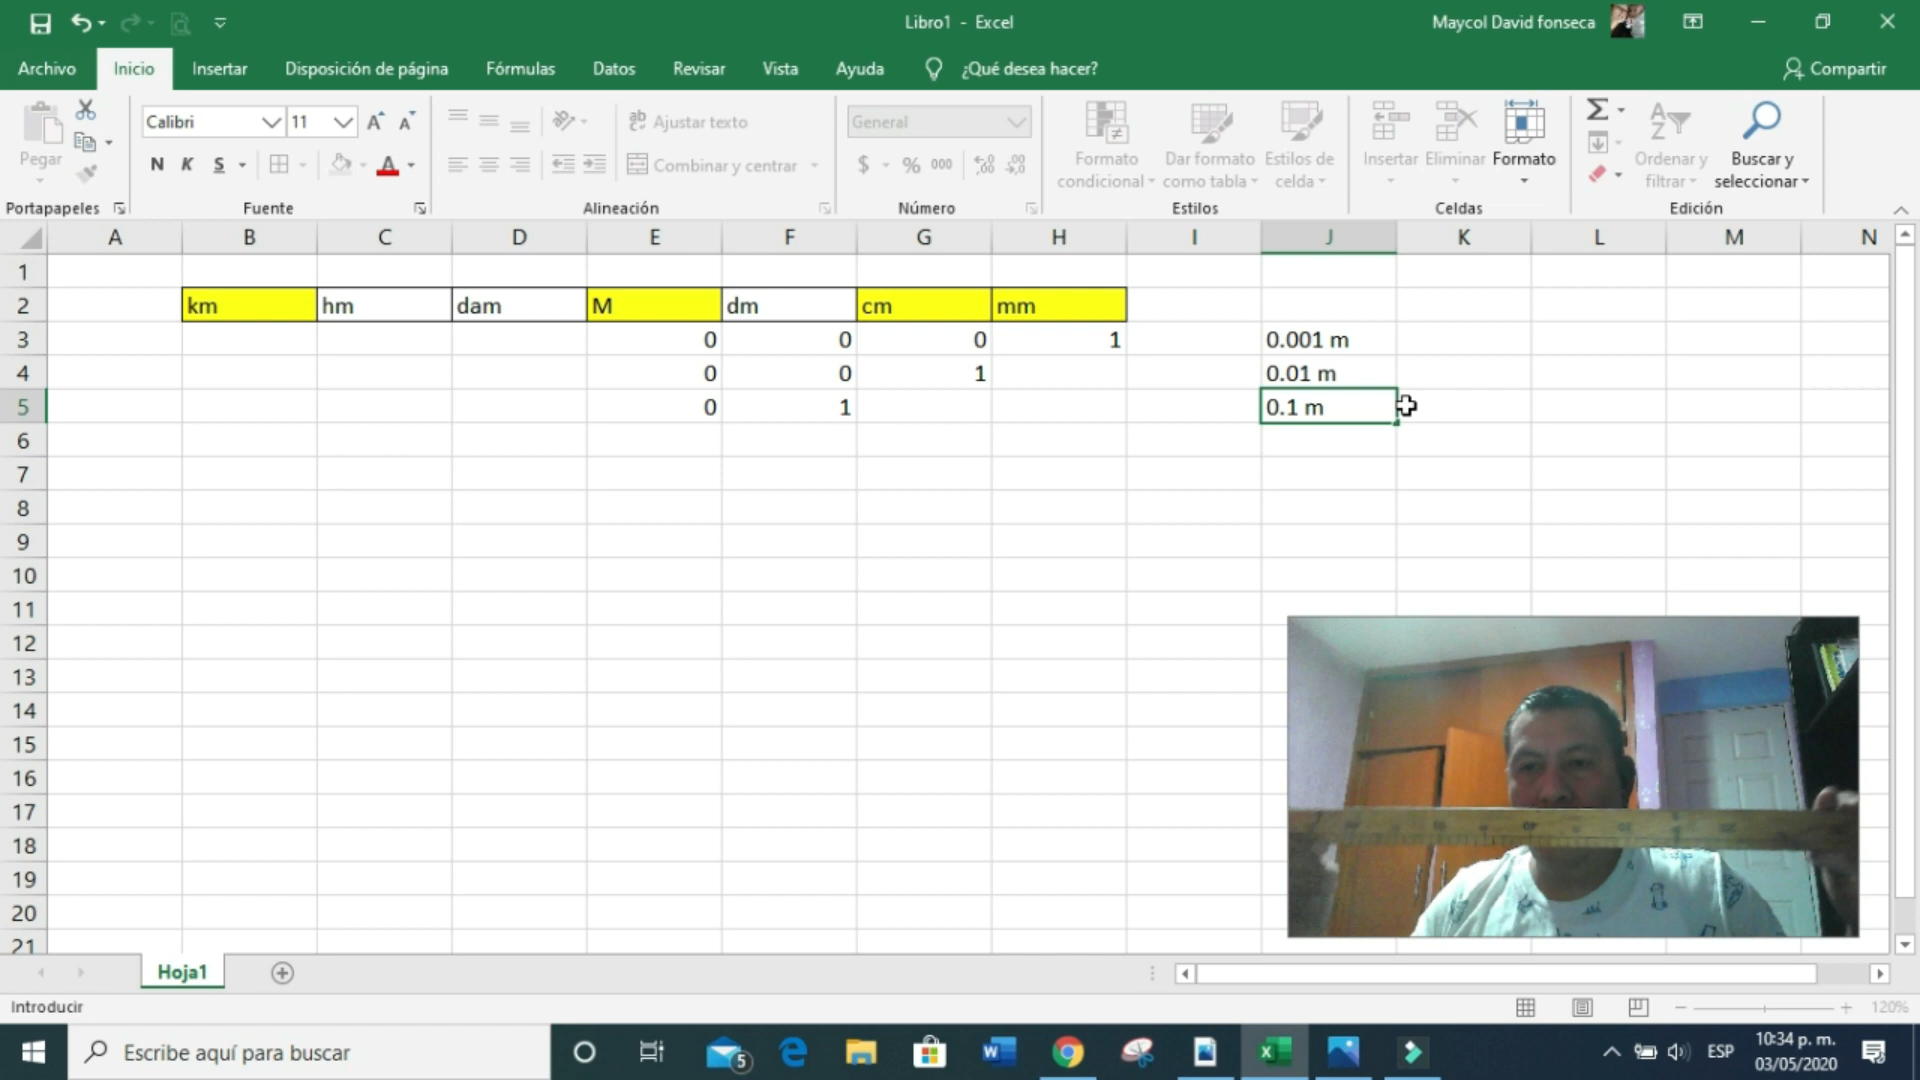 Libro1 - Excel
Maycol David fonseca
Archivo Inicio Insertar Disposición de página Fórmulas Datos Revisar Vista Ayuda ¿Qué desea hacer? Compartir
Pegar
Calibri 11
N K S
Ajustar texto
Combinar y centrar
General
$ % 000
Formato condicional
Dar formato como tabla
Estilos de celda
Insertar Eliminar Formato
Ordenar y filtrar
Buscar y seleccionar
Portapapeles Fuente Alineación Número Estilos Celdas Edición
A B C D E F G H I J K L M N
1
2 km hm dam M dm cm mm
3 0 0 0 1 0.001 m
4 0 0 1 0.01 m
5 0 1 0.1 m
6
7
8
9
10
11
12
13
14
15
16
17
18
19
20
21
Hoja1
Introducir
120%
Escribe aquí para buscar
5
ESP
10:34 p. m.
03/05/2020